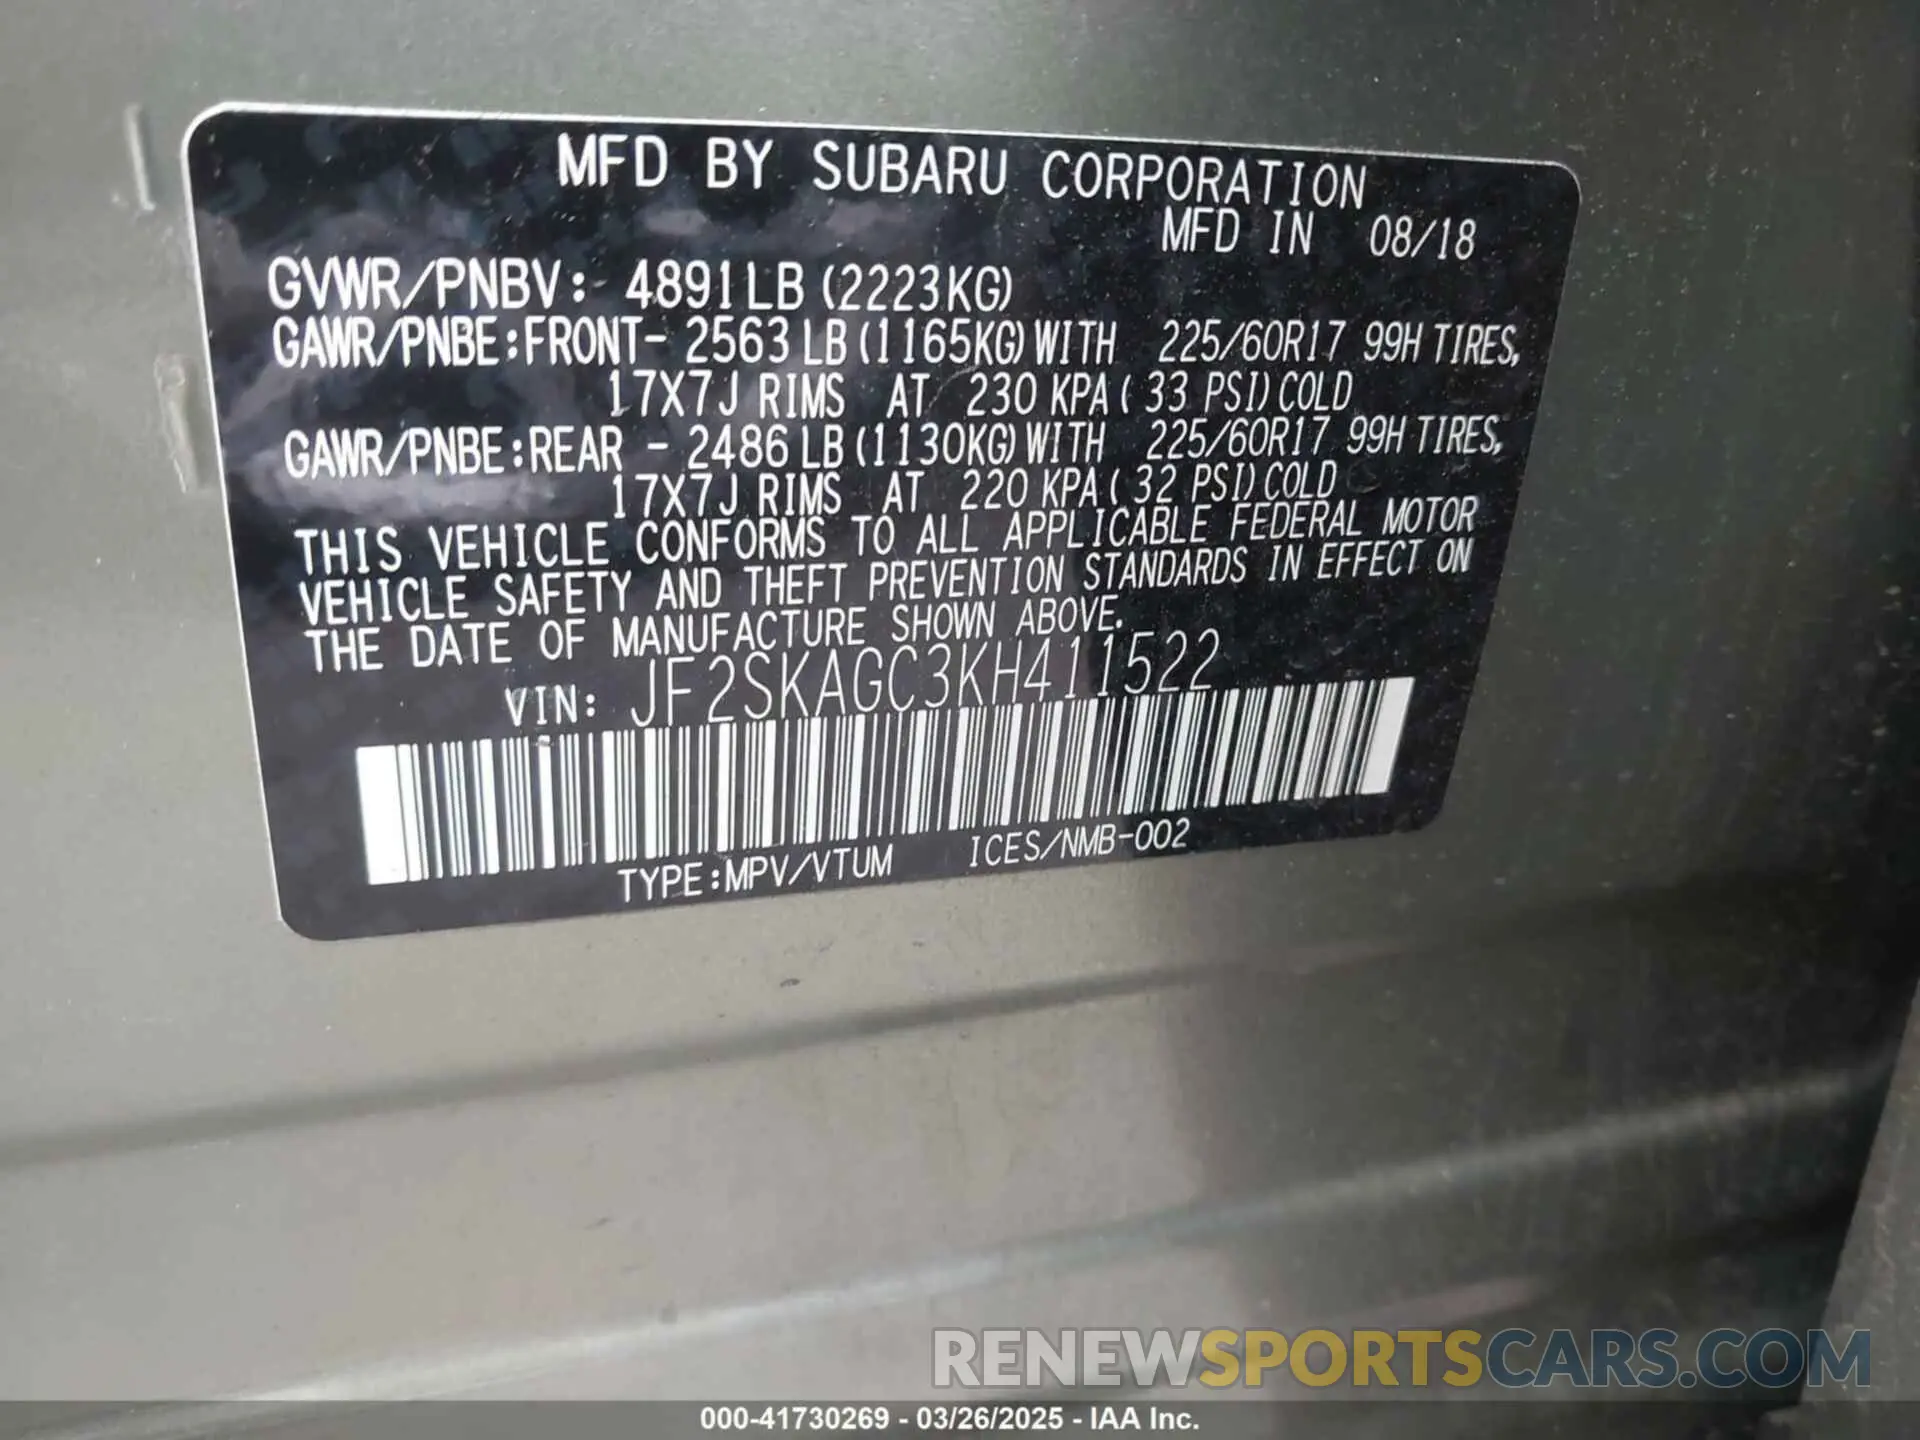 MFD BY SUBARU CORPORATION
MFD IN 08/18
GVWR/PNBV: 4891LB (2223KG)
GAWR/PNBE:FRONT- 2563 LB (1165KG) WITH 225/60R17 99H TIRES,
17X7J RIMS AT 230 KPA ( 33 PSI) COLD
GAWR/PNBE:REAR - 2486 LB (1130KG) WITH 225/60R17 99H TIRES,
17X7J RIMS AT 220 KPA ( 32 PSI) COLD
THIS VEHICLE CONFORMS TO ALL APPLICABLE FEDERAL MOTOR
VEHICLE SAFETY AND THEFT PREVENTION STANDARDS IN EFFECT ON
THE DATE OF MANUFACTURE SHOWN ABOVE.
VIN: JF2SKAGC3KH411522
TYPE:MPV/VTUM ICES/NMB-002
RENEWSPORTSCARS.COM
000-41730269 - 03/26/2025 - IAA Inc.